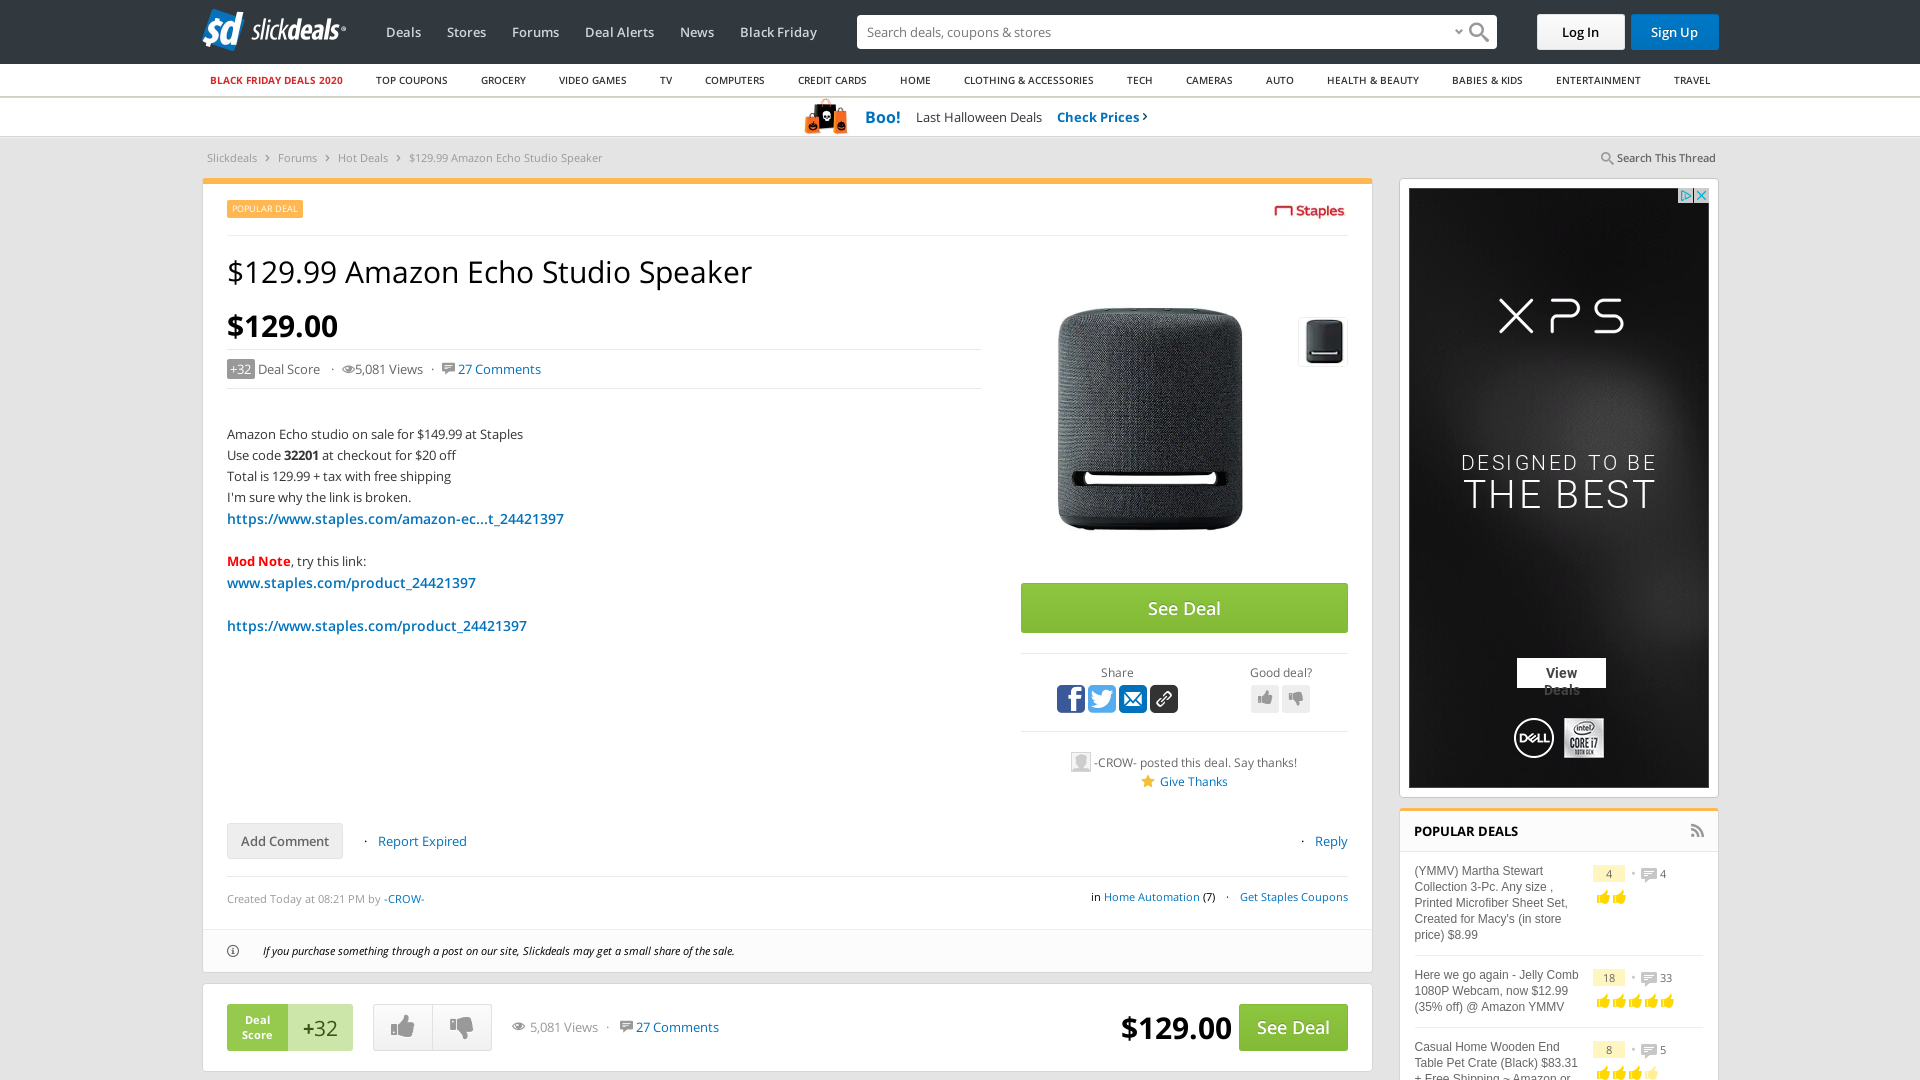 sd slickdeals
Deals
Stores
Forums
Deal Alerts
News
Black Friday
Search deals, coupons & stores
Log In
Sign Up
BLACK FRIDAY DEALS 2020
TOP COUPONS
GROCERY
VIDEO GAMES
TV
COMPUTERS
CREDIT CARDS
HOME
CLOTHING & ACCESSORIES
TECH
CAMERAS
AUTO
HEALTH & BEAUTY
BABIES & KIDS
ENTERTAINMENT
TRAVEL
Boo! Last Halloween Deals Check Prices ›
Slickdeals › Forums › Hot Deals › $129.99 Amazon Echo Studio Speaker
Search This Thread
POPULAR DEAL
Staples
$129.99 Amazon Echo Studio Speaker
$129.00
+32 Deal Score · 5,081 Views · 27 Comments
Amazon Echo studio on sale for $149.99 at Staples
Use code 32201 at checkout for $20 off
Total is 129.99 + tax with free shipping
I'm sure why the link is broken.
https://www.staples.com/amazon-ec...t_24421397
Mod Note, try this link:
www.staples.com/product_24421397
https://www.staples.com/product_24421397
See Deal
Share
Good deal?
-CROW- posted this deal. Say thanks!
Give Thanks
Add Comment
· Report Expired
· Reply
Created Today at 08:21 PM by -CROW-
in Home Automation (7) · Get Staples Coupons
If you purchase something through a post on our site, Slickdeals may get a small share of the sale.
Deal
Score
+32
5,081 Views · 27 Comments
$129.00
See Deal
XPS
DESIGNED TO BE
THE BEST
View
Deals
DELL
intel
CORE i7
10TH GEN
POPULAR DEALS
(YMMV) Martha Stewart
Collection 3-Pc. Any size ,
Printed Microfiber Sheet Set,
Created for Macy's (in store
price) $8.99
4 • 4
Here we go again - Jelly Comb
1080P Webcam, now $12.99
(35% off) @ Amazon YMMV
18 • 33
Casual Home Wooden End
Table Pet Crate (Black) $83.31
+ Free Shipping ~ Amazon or
8 • 5